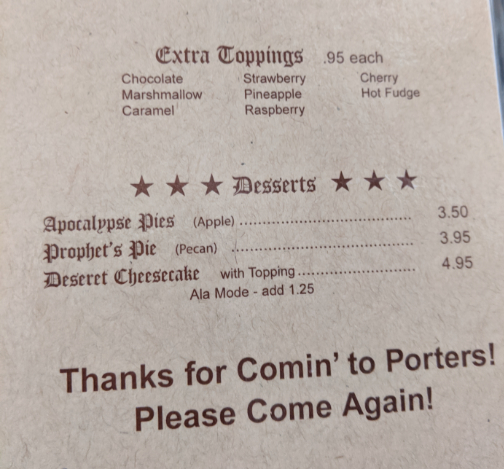 Extra Toppings .95 each
Chocolate Strawberry Cherry
Marshmallow Pineapple Hot Fudge
Caramel Raspberry
★ ★ ★ Desserts ★ ★ ★
Apocalypse Pies (Apple) ........................................ 3.50
Prophet's Pie (Pecan) ........................................ 3.95
Deseret Cheesecake with Topping........................... 4.95
Ala Mode - add 1.25
Thanks for Comin' to Porters!
Please Come Again!